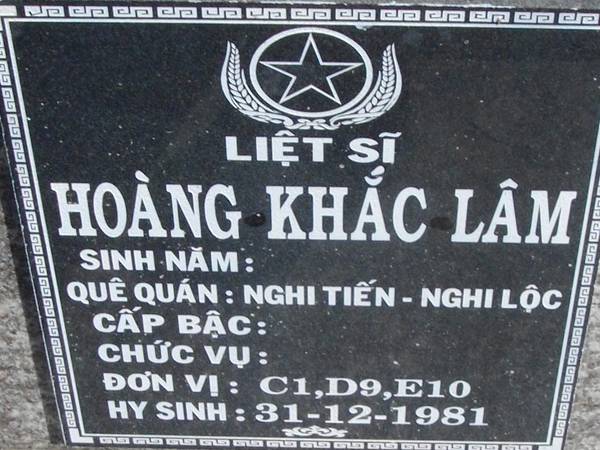 LIỆT SĨ
HOÀNG KHẮC LÂM
SINH NĂM :
QUÊ QUÁN : NGHI TIẾN - NGHI LỘC
CẤP BẬC :
CHỨC VỤ :
ĐƠN VỊ : C1,D9,E10
HY SINH : 31-12-1981